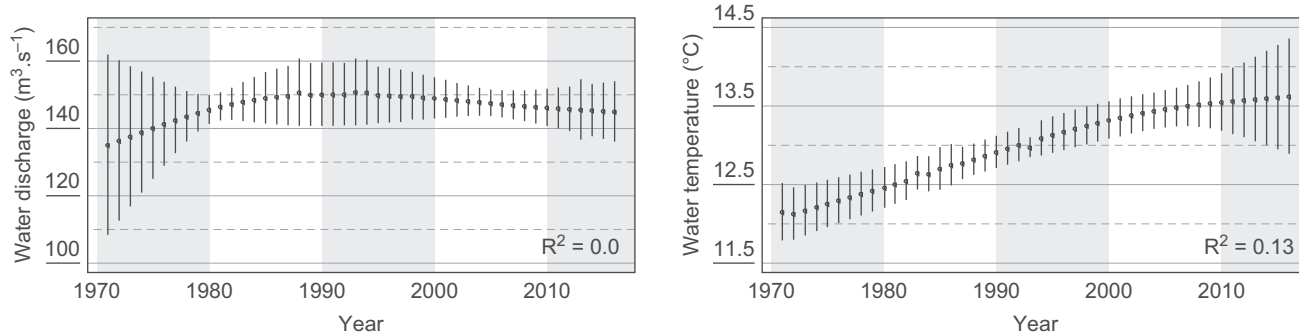 Water discharge (m³.s⁻¹)
160
140
120
100
R² = 0.0
1970 1980 1990 2000 2010
Year
Water temperature (°C)
14.5
13.5
12.5
11.5
R² = 0.13
1970 1980 1990 2000 2010
Year